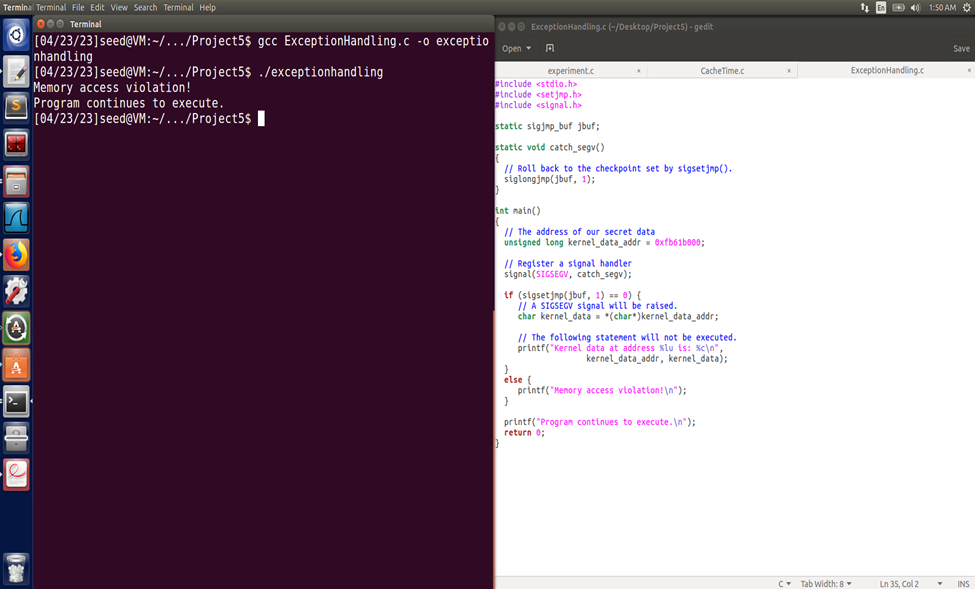 Terminal Terminal File Edit View Search Terminal Help
En
1:50 AM
Terminal
[04/23/23]seed@VM:~/.../Project5$ gcc ExceptionHandling.c -o exceptio
nhandling
[04/23/23]seed@VM:~/.../Project5$ ./exceptionhandling
Memory access violation!
Program continues to execute.
[04/23/23]seed@VM:~/.../Project5$
ExceptionHandling.c (~/Desktop/Project5) - gedit
Open
Save
experiment.c × CacheTime.c × ExceptionHandling.c ×
#include <stdio.h>
#include <setjmp.h>
#include <signal.h>
static sigjmp_buf jbuf;
static void catch_segv()
{
// Roll back to the checkpoint set by sigsetjmp().
siglongjmp(jbuf, 1);
}
int main()
{
// The address of our secret data
unsigned long kernel_data_addr = 0xfb61b000;
// Register a signal handler
signal(SIGSEGV, catch_segv);
if (sigsetjmp(jbuf, 1) == 0) {
// A SIGSEGV signal will be raised.
char kernel_data = *(char*)kernel_data_addr;
// The following statement will not be executed.
printf("Kernel data at address %lu is: %c\n",
kernel_data_addr, kernel_data);
}
else {
printf("Memory access violation!\n");
}
printf("Program continues to execute.\n");
return 0;
}
C Tab Width: 8 Ln 35, Col 2 INS